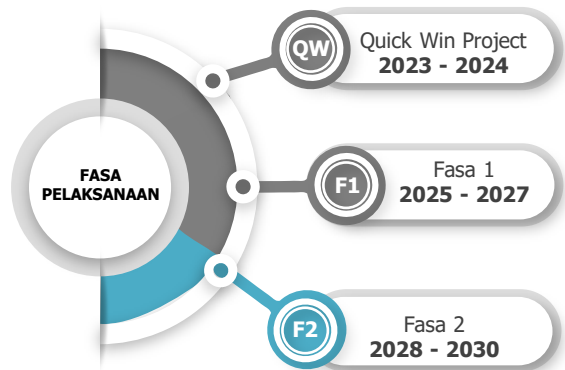 FASA
PELAKSANAAN
QW
Quick Win Project
2023 - 2024
F1
Fasa 1
2025 - 2027
F2
Fasa 2
2028 - 2030